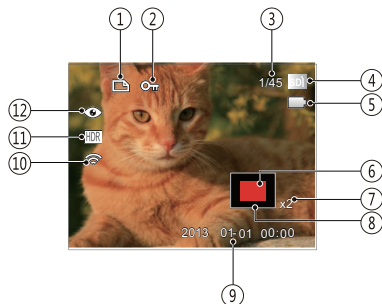 ① ② ③
1/45 ④
⑤
⑫
HDR ⑪
⑩
⑥
x2 ⑦
⑧
2013 01-01 00:00
⑨